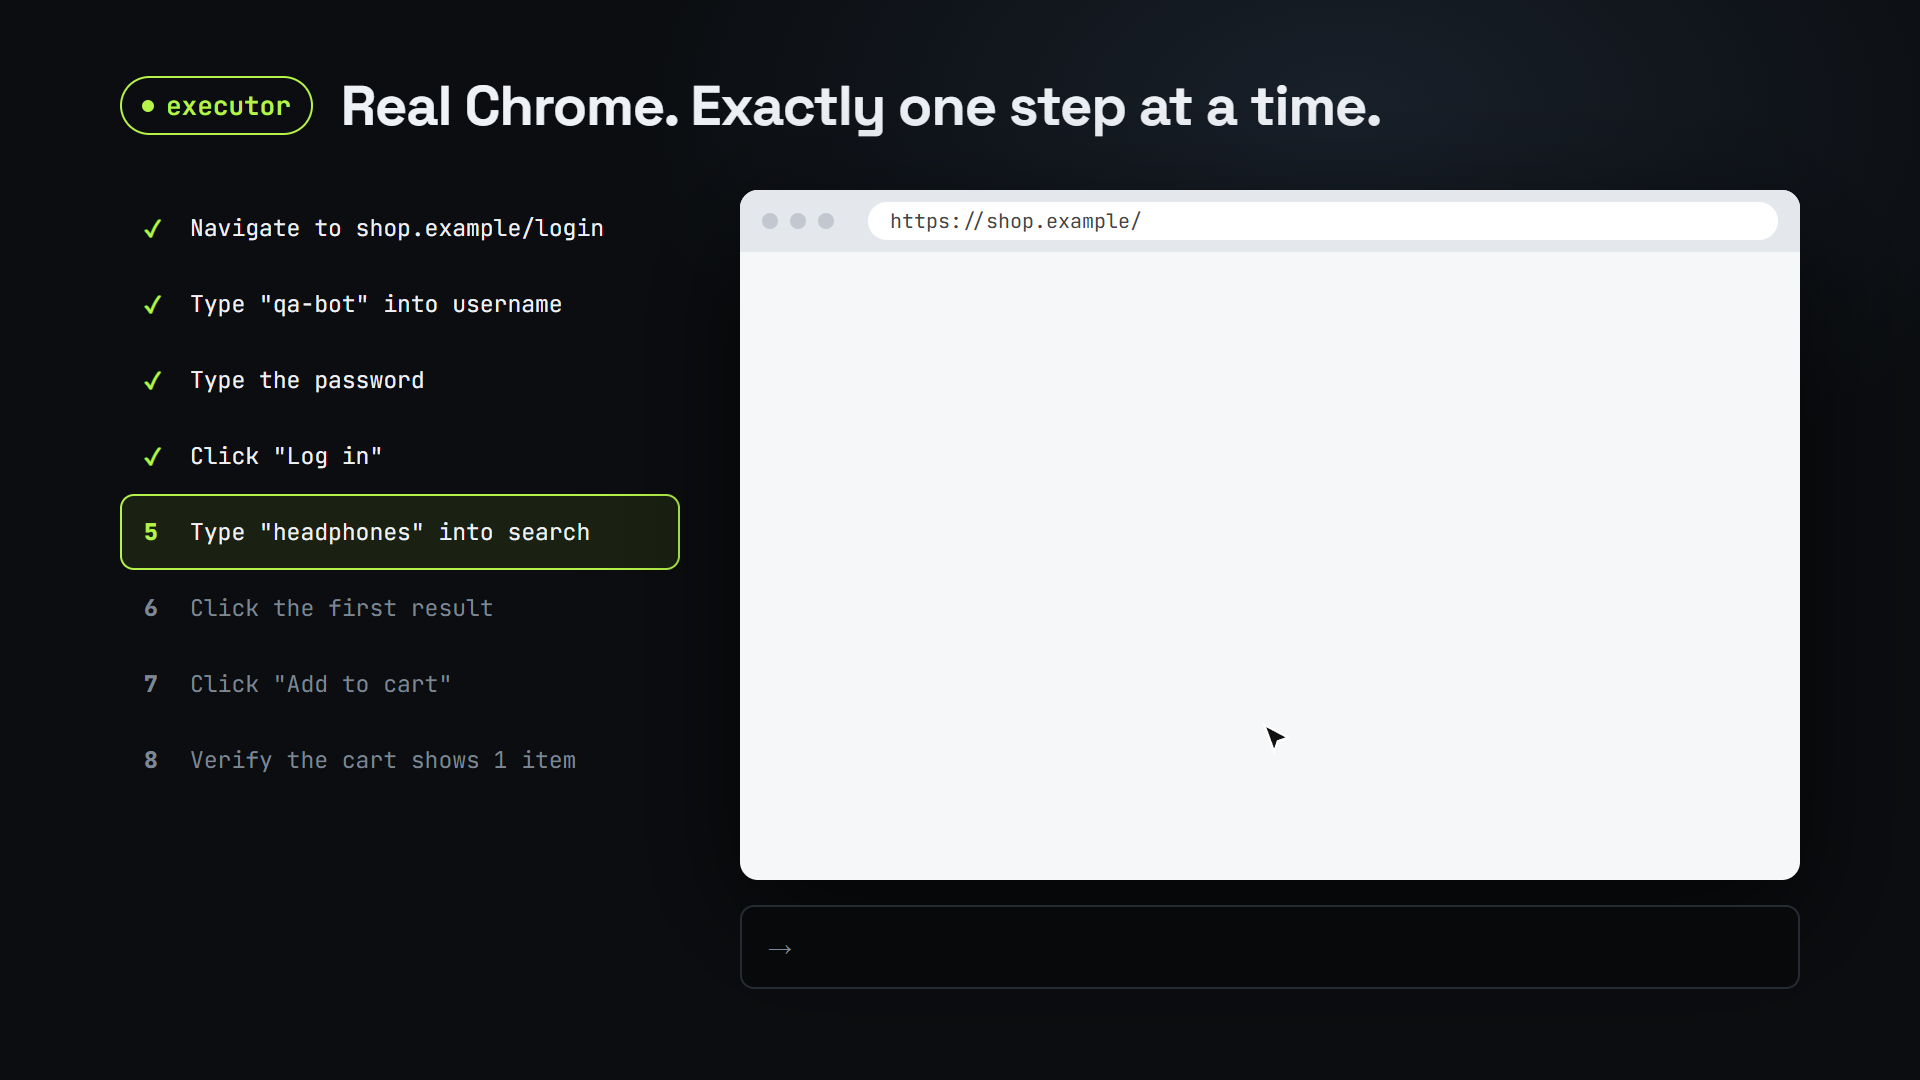 executor
Real Chrome. Exactly one step at a time.
✓ Navigate to shop.example/login
✓ Type "qa-bot" into username
✓ Type the password
✓ Click "Log in"
5 Type "headphones" into search
6 Click the first result
7 Click "Add to cart"
8 Verify the cart shows 1 item
https://shop.example/
→